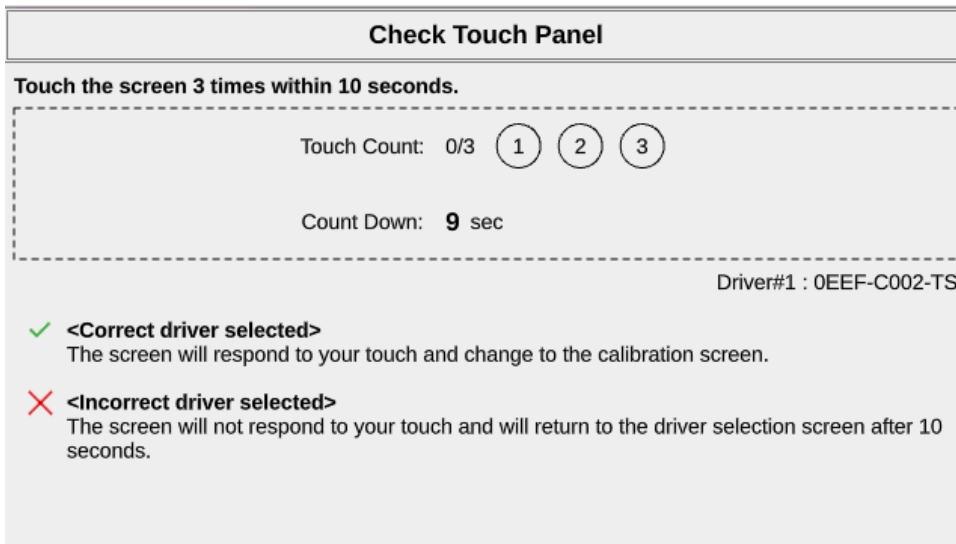 Check Touch Panel
Touch the screen 3 times within 10 seconds.
Touch Count: 0/3 1 2 3
Count Down: 9 sec
Driver#1 : 0EEF-C002-TS
<Correct driver selected>
The screen will respond to your touch and change to the calibration screen.
<Incorrect driver selected>
The screen will not respond to your touch and will return to the driver selection screen after 10
seconds.